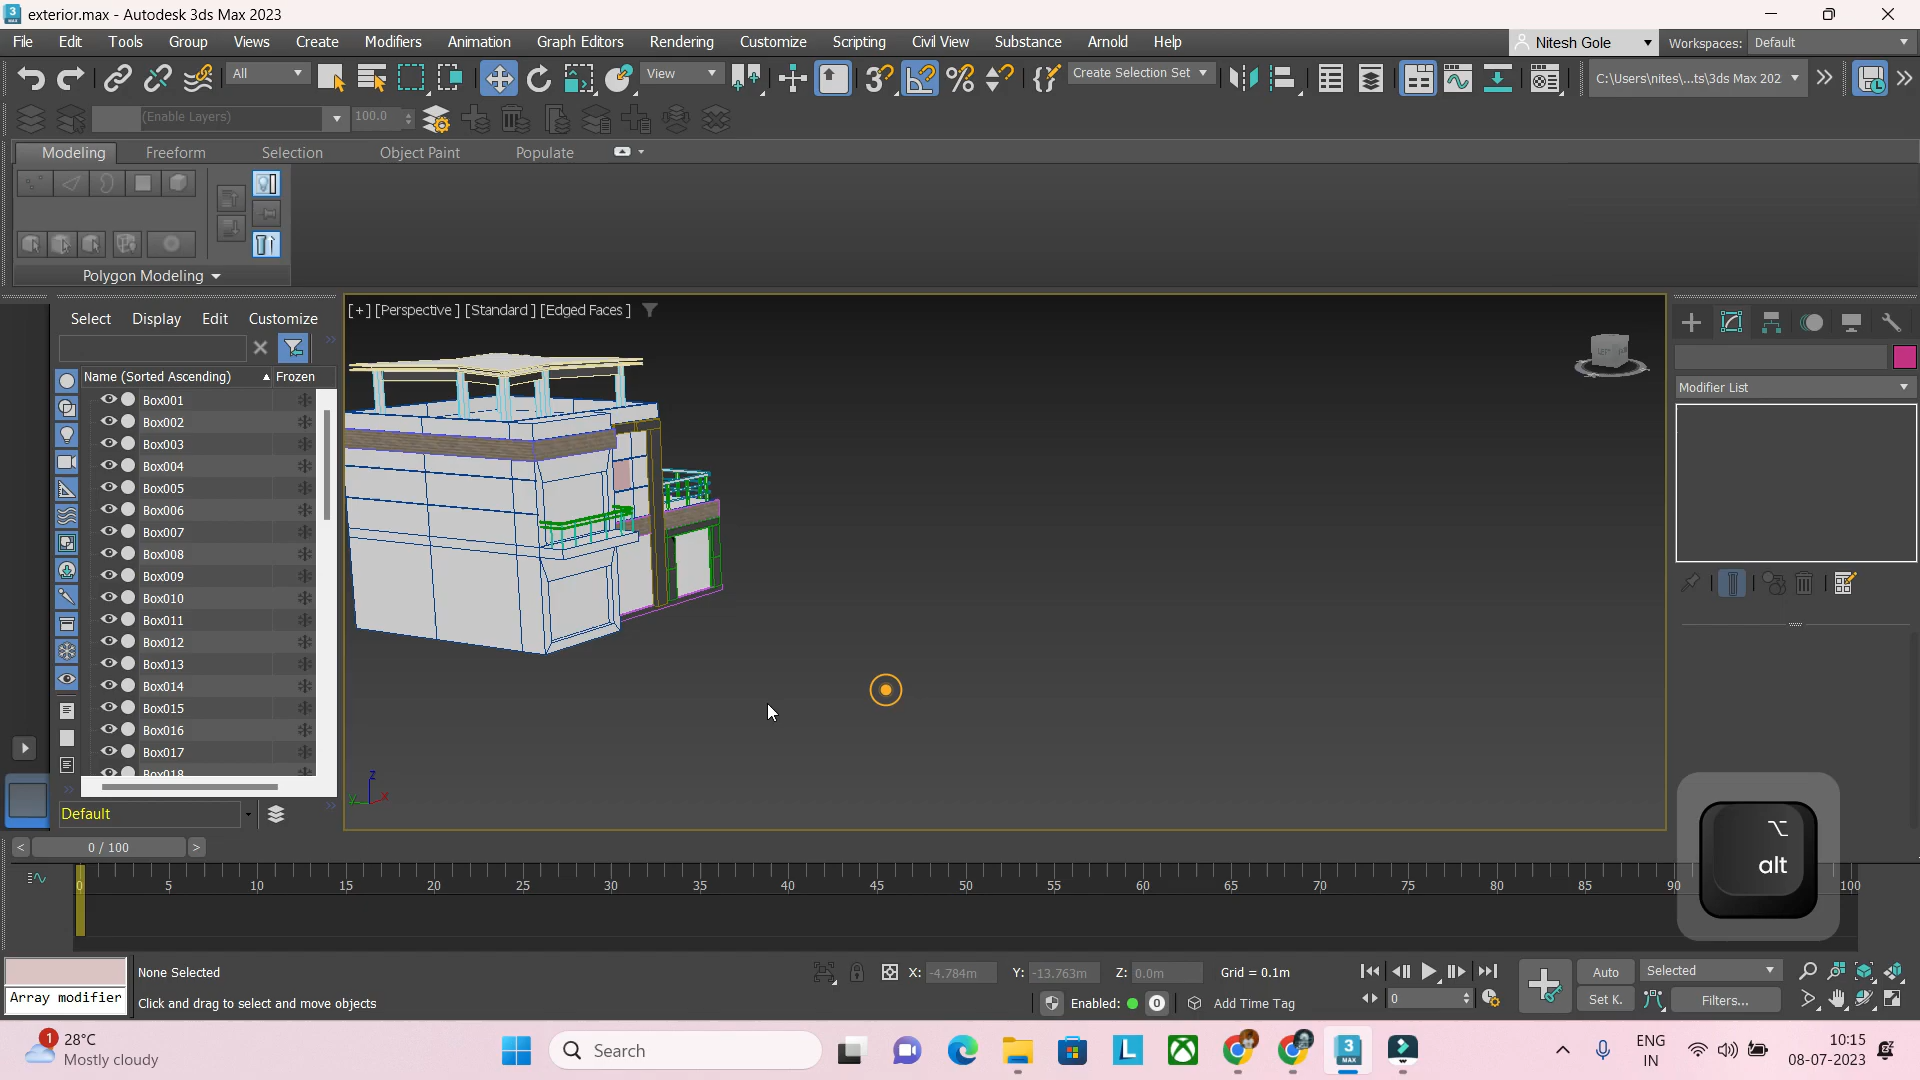 exterior.max - Autodesk 3ds Max 2023
File Edit Tools Group Views Create Modifiers Animation Graph Editors Rendering Customize Scripting Civil View Substance Arnold Help
Nitesh Gole Workspaces: Default
All View Create Selection Set C:\Users\nites\...ts\3ds Max 202
(Enable Layers) 100.0
Modeling Freeform Selection Object Paint Populate
Polygon Modeling
Select Display Edit Customize
[+] [Perspective] [Standard] [Edged Faces]
Name (Sorted Ascending) Frozen
Modifier List
Box001
Box002
Box003
Box004
Box005
Box006
Box007
Box008
Box009
Box010
Box011
Box012
Box013
Box014
Box015
Box016
Box017
Box018
z
y x
Default
alt
0 / 100
0 5 10 15 20 25 30 35 40 45 50 55 60 65 70 75 80 85 90 100
None Selected X: -4.784m Y: -13.763m Z: 0.0m Grid = 0.1m Auto Selected
Array modifier Click and drag to select and move objects Enabled: 0 Add Time Tag 0 Set K. Filters...
1 28°C
Mostly cloudy
Search
ENG
IN
10:15
08-07-2023